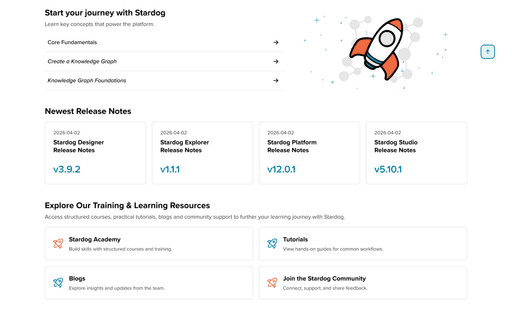 Start your journey with Stardog
Learn key concepts that power the platform.
Core Fundamentals
Create a Knowledge Graph
Knowledge Graph Foundations
Newest Release Notes
2026-04-02
Stardog Designer
Release Notes
v3.9.2
2026-04-02
Stardog Explorer
Release Notes
v1.1.1
2026-04-02
Stardog Platform
Release Notes
v12.0.1
2026-04-02
Stardog Studio
Release Notes
v5.10.1
Explore Our Training & Learning Resources
Access structured courses, practical tutorials, blogs and community support to further your learning journey with Stardog.
Stardog Academy
Build skills with structured courses and training.
Tutorials
View hands-on guides for common workflows.
Blogs
Explore insights and updates from the team.
Join the Stardog Community
Connect, support, and share feedback.